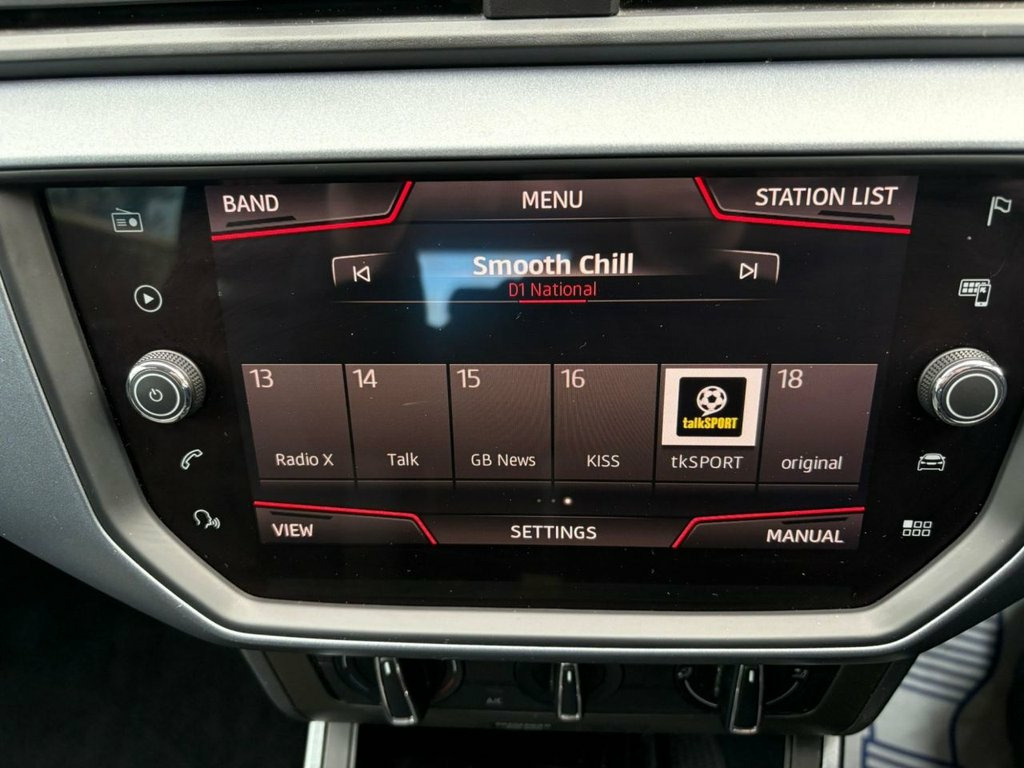 BAND MENU STATION LIST
Smooth Chill
D1 National
13 14 15 16 18
talkSPORT
Radio X Talk GB News KISS tkSPORT original
VIEW SETTINGS MANUAL
A/C